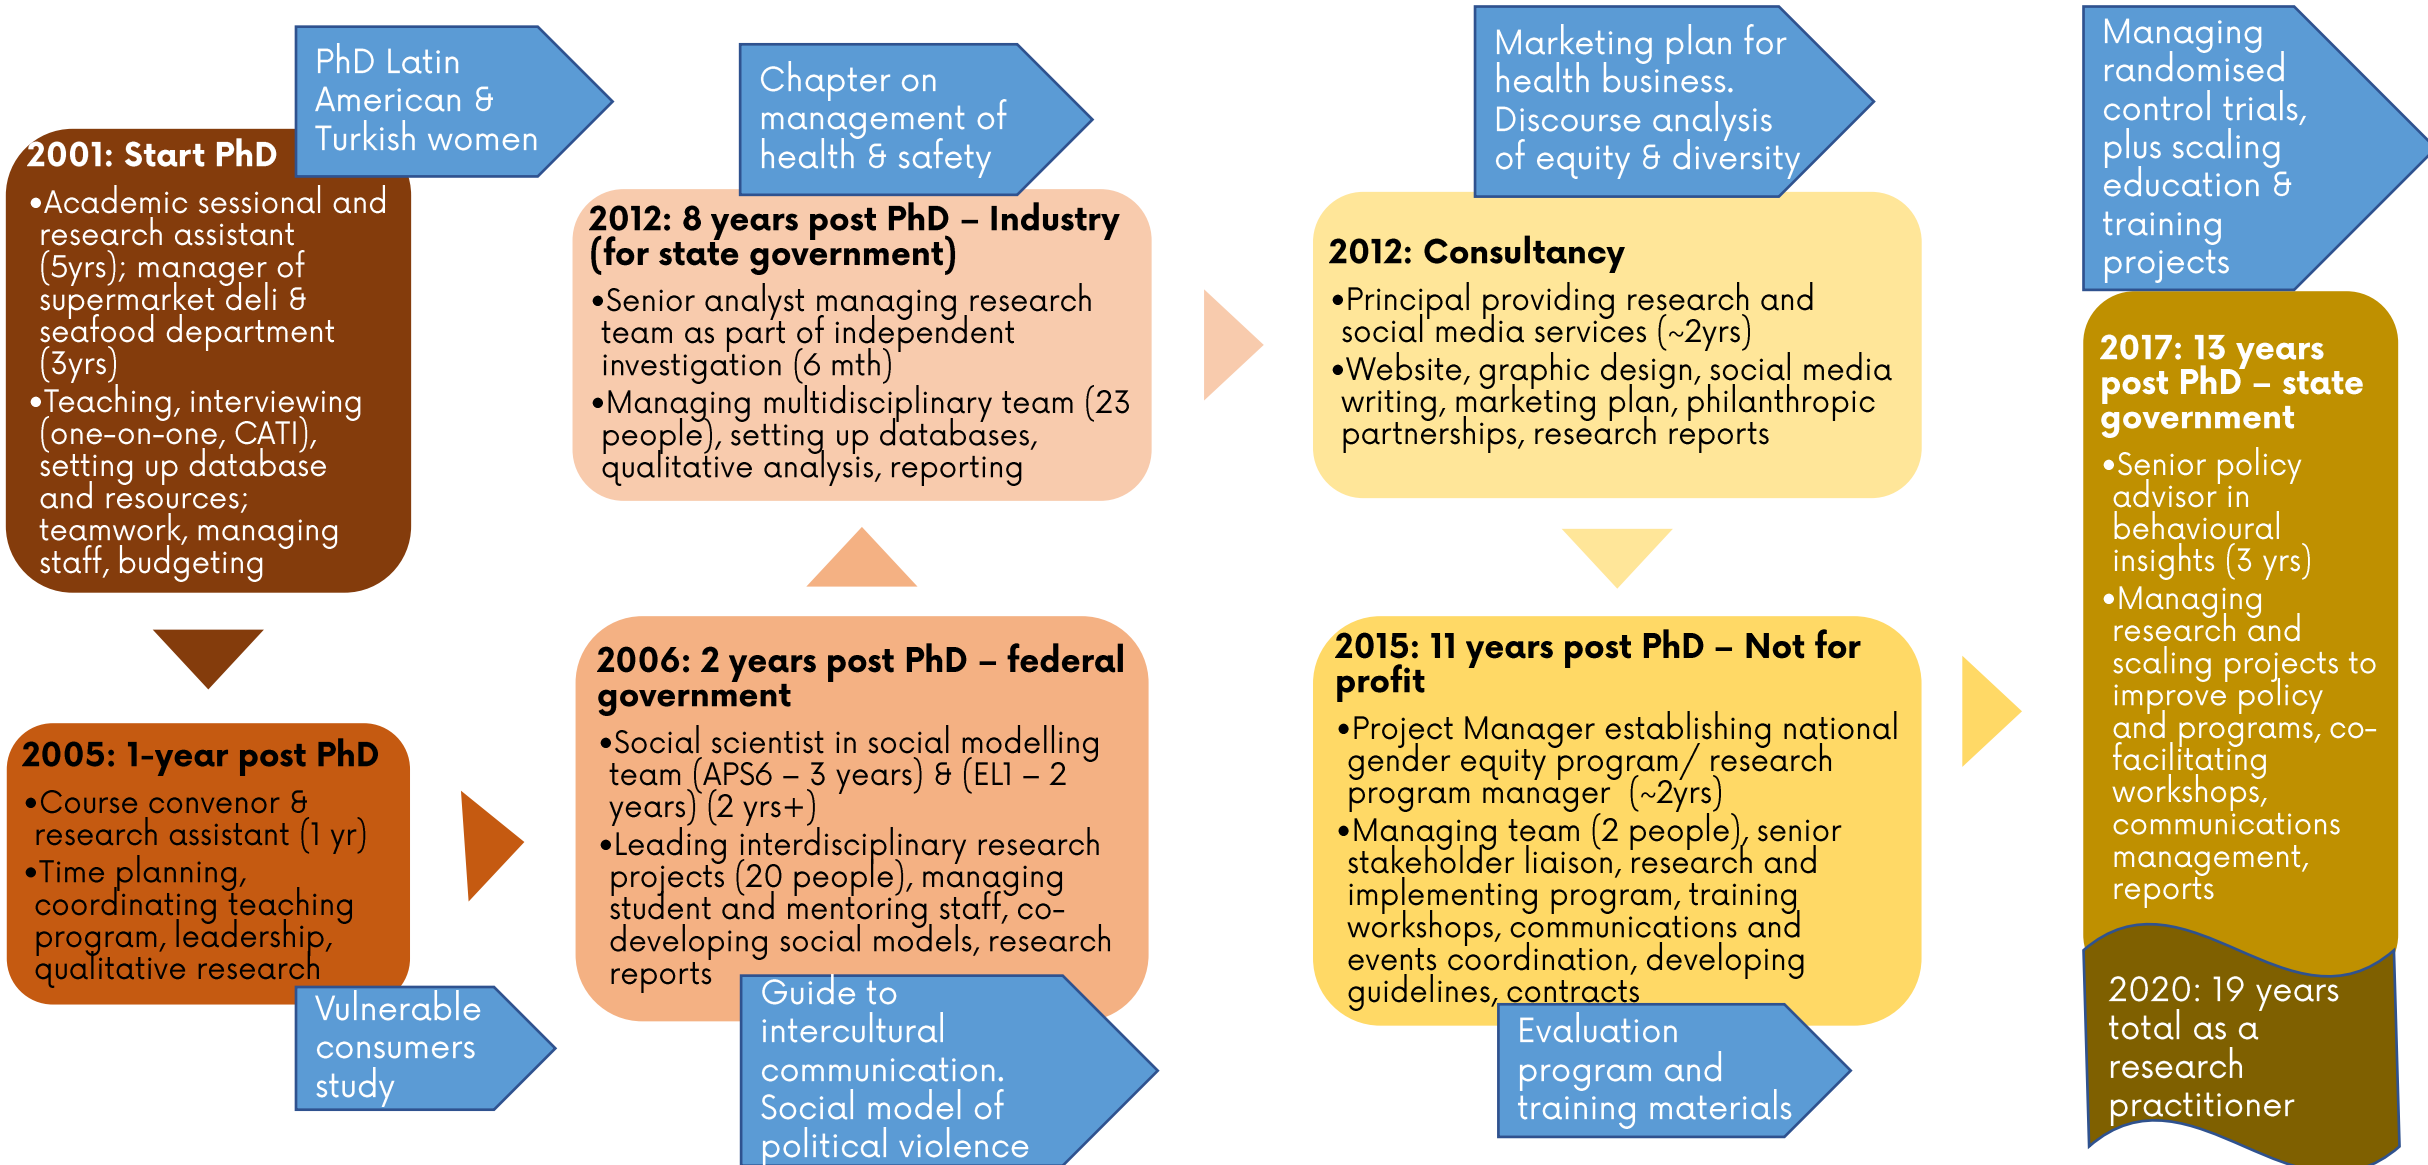 PhD Latin
American &
Turkish women
2001: Start PhD
•Academic sessional and
research assistant
(5yrs); manager of
supermarket deli &
seafood department
(3yrs)
•Teaching, interviewing
(one-on-one, CATI),
setting up database
and resources;
teamwork, managing
staff, budgeting
2005: 1-year post PhD
•Course convenor &
research assistant (1 yr)
•Time planning,
coordinating teaching
program, leadership,
qualitative research
Vulnerable
consumers
study
2006: 2 years post PhD – federal
government
•Social scientist in social modelling
team (APS6 – 3 years) & (EL1 – 2
years) (2 yrs+)
•Leading interdisciplinary research
projects (20 people), managing
student and mentoring staff, co-
developing social models, research
reports
Guide to
intercultural
communication.
Social model of
political violence
Chapter on
management of
health & safety
2012: 8 years post PhD – Industry
(for state government)
•Senior analyst managing research
team as part of independent
investigation (6 mth)
•Managing multidisciplinary team (23
people), setting up databases,
qualitative analysis, reporting
Marketing plan for
health business.
Discourse analysis
of equity & diversity
2012: Consultancy
•Principal providing research and
social media services (~2yrs)
•Website, graphic design, social media
writing, marketing plan, philanthropic
partnerships, research reports
2015: 11 years post PhD – Not for
profit
•Project Manager establishing national
gender equity program/ research
program manager (~2yrs)
•Managing team (2 people), senior
stakeholder liaison, research and
implementing program, training
workshops, communications and
events coordination, developing
guidelines, contracts
Evaluation
program and
training materials
Managing
randomised
control trials,
plus scaling
education &
training
projects
2017: 13 years
post PhD – state
government
•Senior policy
advisor in
behavioural
insights (3 yrs)
•Managing
research and
scaling projects to
improve policy
and programs, co-
facilitating
workshops,
communications
management,
reports
2020: 19 years
total as a
research
practitioner